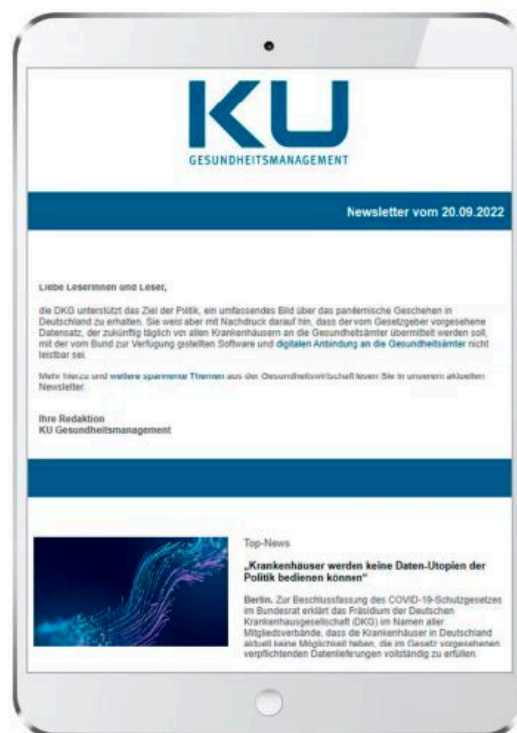 KU
GESUNDHEITSMANAGEMENT
Newsletter vom 20.09.2022
Liebe Leserinnen und Leser,
die DKG unterstützt das Ziel der Politik, ein umfassendes Bild über das pandemische Geschehen in
Deutschland zu erhalten. Sie weist aber mit Nachdruck darauf hin, dass der vom Gesetzgeber vorgesehene
Datensatz, der zukünftig täglich von allen Krankenhäusern an die Gesundheitsämter übermittelt werden soll,
mit der vom Bund zur Verfügung gestellten Software und digitalen Anbindung an die Gesundheitsämter nicht
leistbar sei.
Mehr hierzu und weitere spannende Themen aus der Gesundheitswirtschaft lesen Sie in unserem aktuellen
Newsletter.
Ihre Redaktion
KU Gesundheitsmanagement
Top-News
„Krankenhäuser werden keine Daten-Utopien der
Politik bedienen können“
Berlin. Zur Beschlussfassung des COVID-19-Schutzgesetzes
im Bundesrat erklärt das Präsidium der Deutschen
Krankenhausgesellschaft (DKG) im Namen aller
Mitgliedsverbände, dass die Krankenhäuser in Deutschland
aktuell keine Möglichkeit haben, die im Gesetz vorgesehenen
verpflichtenden Datenlieferungen vollständig zu erfüllen.